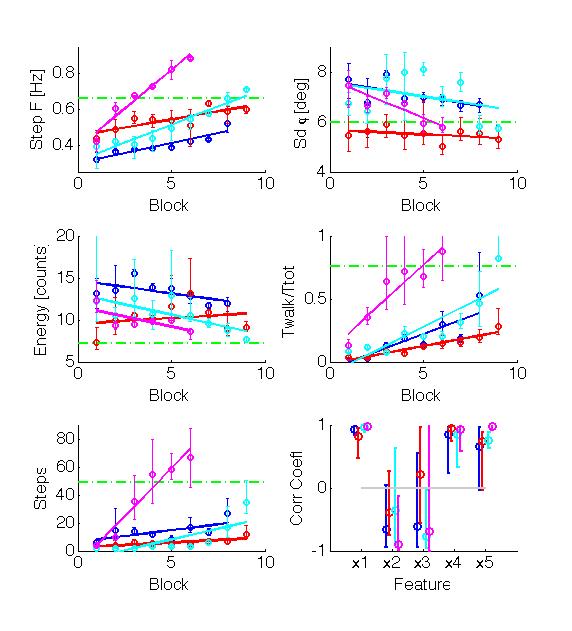 Step F [Hz]
0.8
0.6
0.4
0 5 10
Block
Sd φ [deg]
8
6
4
0 5 10
Block
Energy [counts]
20
15
10
5
0 5 10
Block
Twalk/Ttot
1
0.5
0
0 5 10
Block
Steps
80
60
40
20
0
0 5 10
Block
Corr Coefi
1
0
-1
x1 x2 x3 x4 x5
Feature